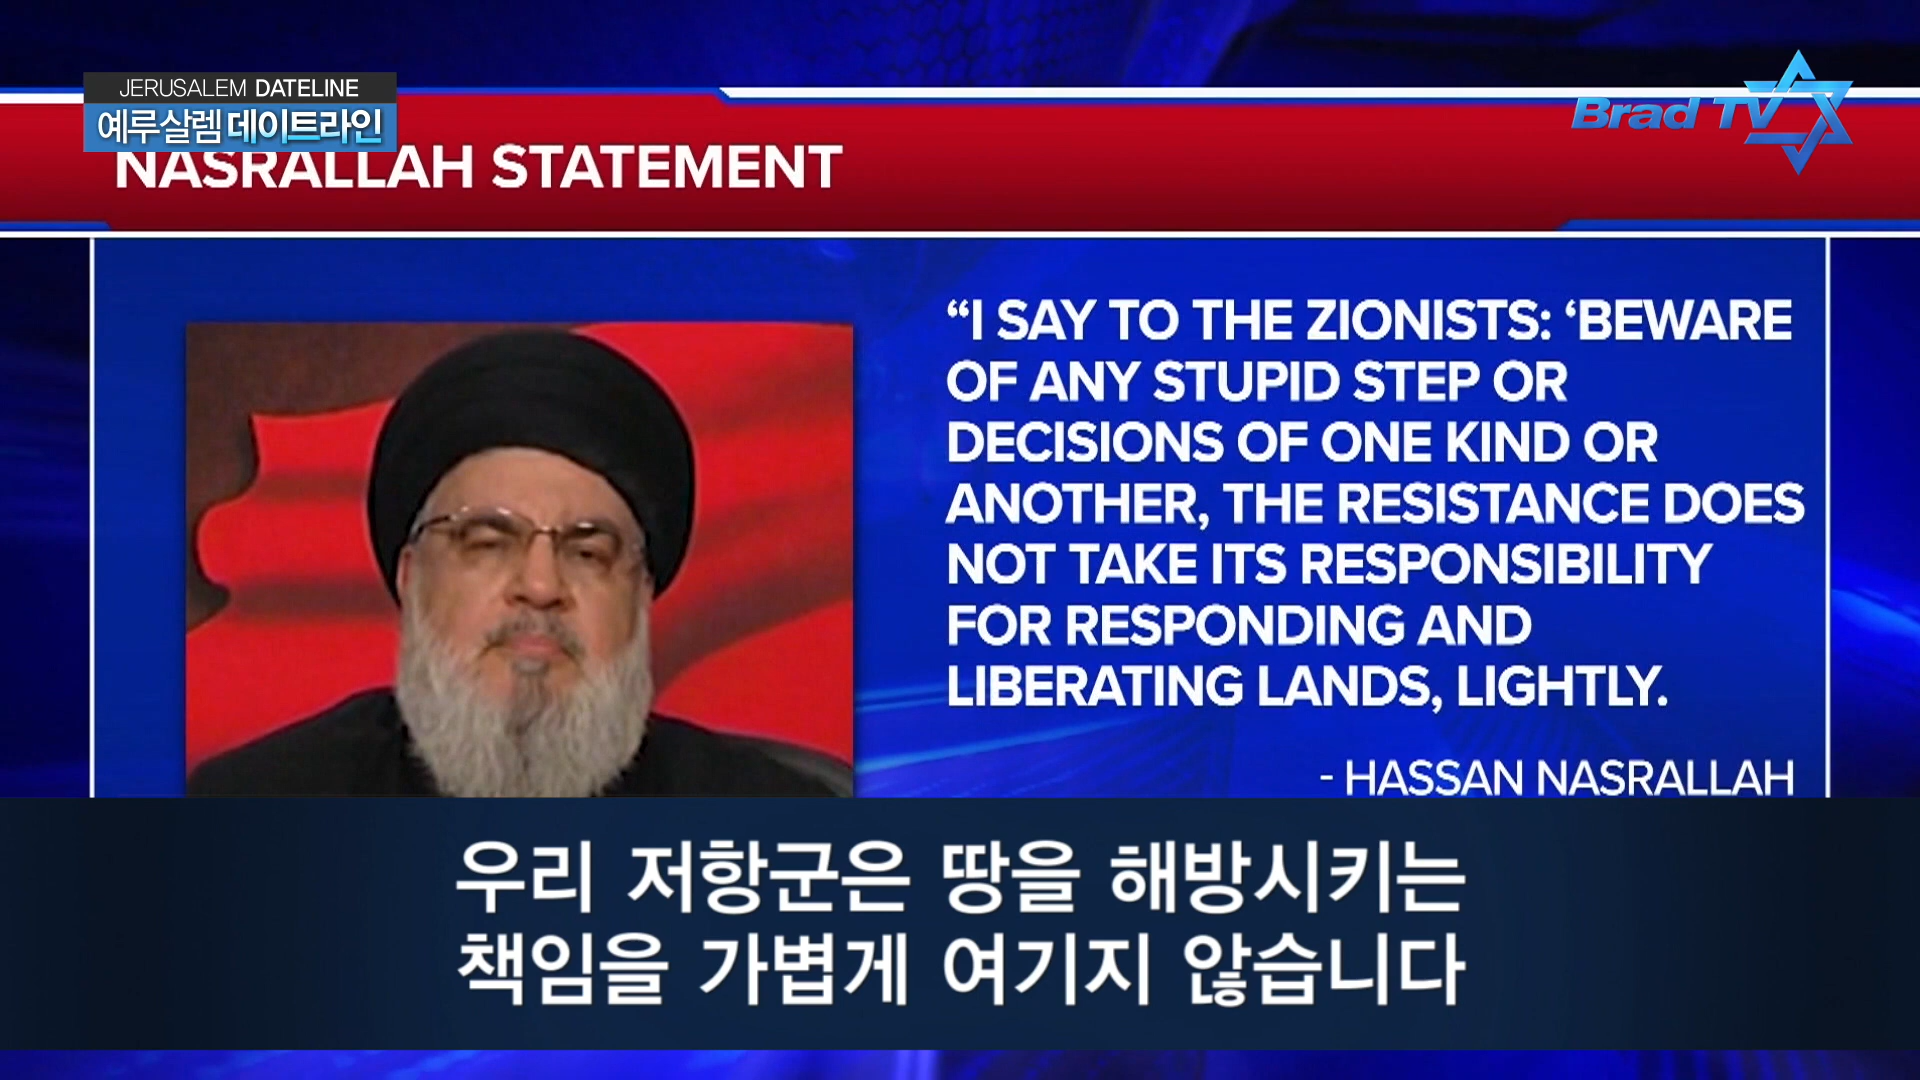 JERUSALEM DATELINE
예루살렘 데이트라인
Brad TV
NASRALLAH STATEMENT
“I SAY TO THE ZIONISTS: ‘BEWARE
OF ANY STUPID STEP OR
DECISIONS OF ONE KIND OR
ANOTHER, THE RESISTANCE DOES
NOT TAKE ITS RESPONSIBILITY
FOR RESPONDING AND
LIBERATING LANDS, LIGHTLY.
- HASSAN NASRALLAH
우리 저항군은 땅을 해방시키는
책임을 가볍게 여기지 않습니다